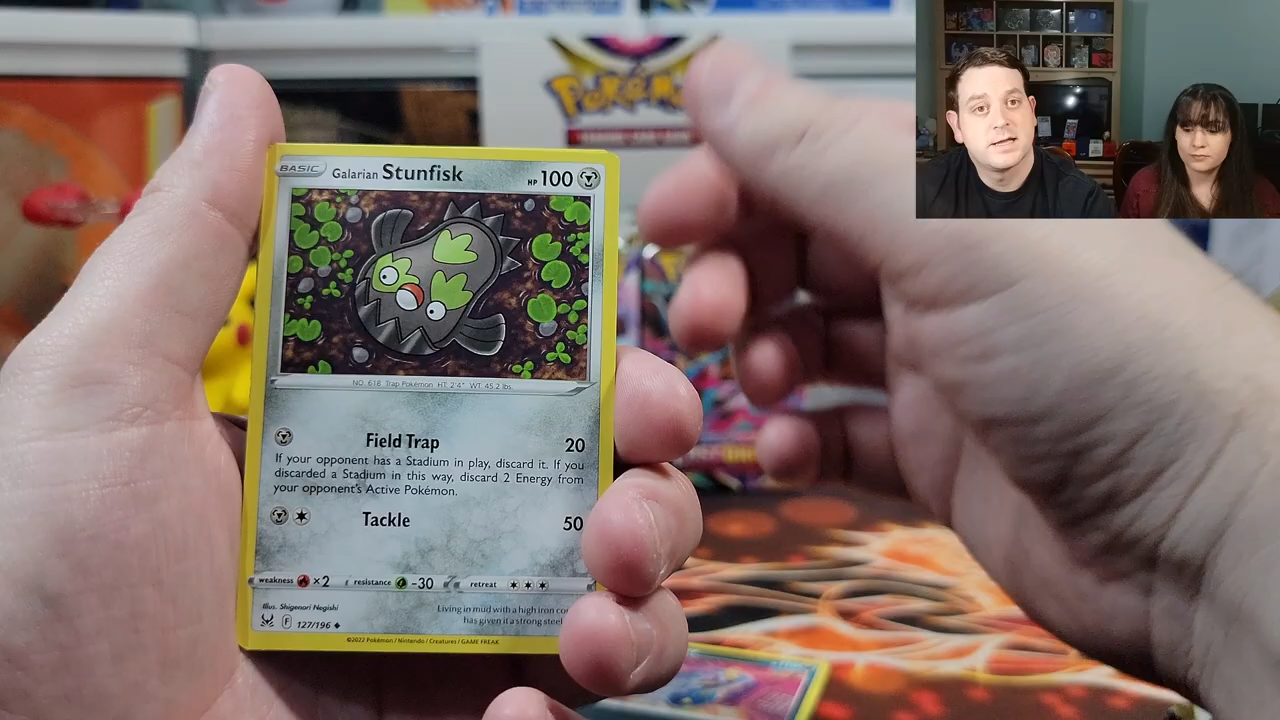 Pokémon
BASIC
Galarian Stunfisk HP 100
NO. 618 Trap Pokémon HT: 2'4" WT: 45.2 lbs.
Field Trap 20
If your opponent has a Stadium in play, discard it. If you
discarded a Stadium in this way, discard 2 Energy from
your opponent's Active Pokémon.
Tackle 50
weakness ×2 resistance -30 retreat
Illus. Shigenori Negishi
Living in mud with a high iron
has given it a strong steel
F 127/196
©2022 Pokémon / Nintendo / Creatures / GAME FREAK